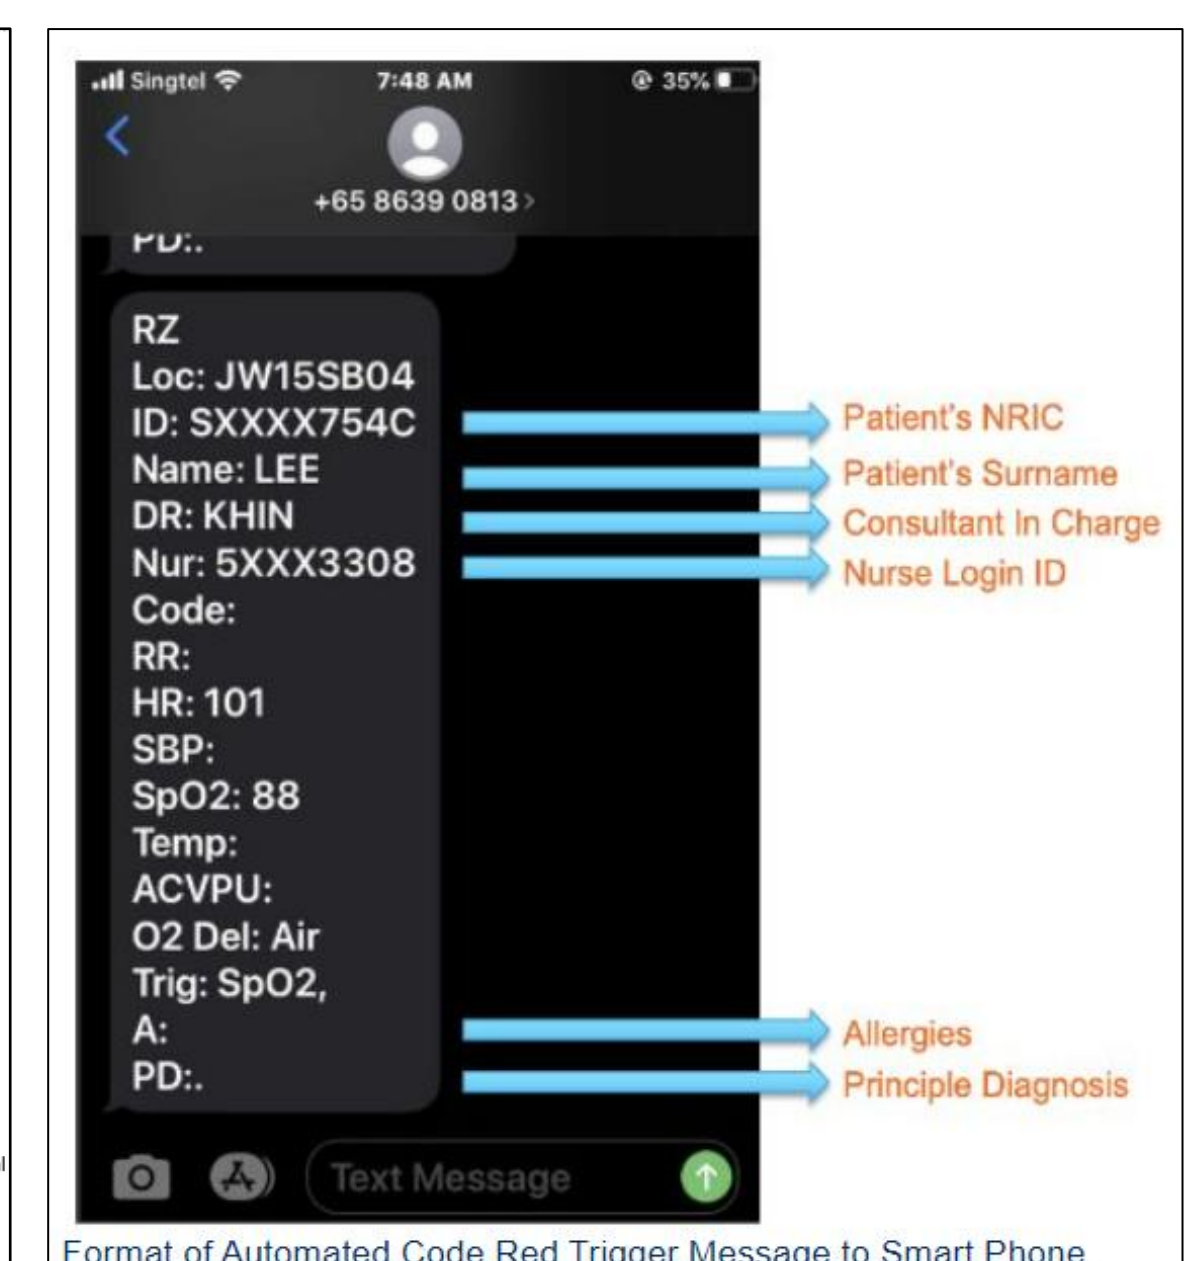 Singtel 7:48 AM 35%
+65 8639 0813 >
PD:.
RZ
Loc: JW15SB04
ID: SXXXX754C
Patient's NRIC
Name: LEE
Patient's Surname
DR: KHIN
Consultant In Charge
Nur: 5XXX3308
Nurse Login ID
Code:
RR:
HR: 101
SBP:
SpO2: 88
Temp:
ACVPU:
O2 Del: Air
Trig: SpO2,
A:
Allergies
PD:.
Principle Diagnosis
Text Message
Format of Automated Code Red Trigger Message to Smart Phone